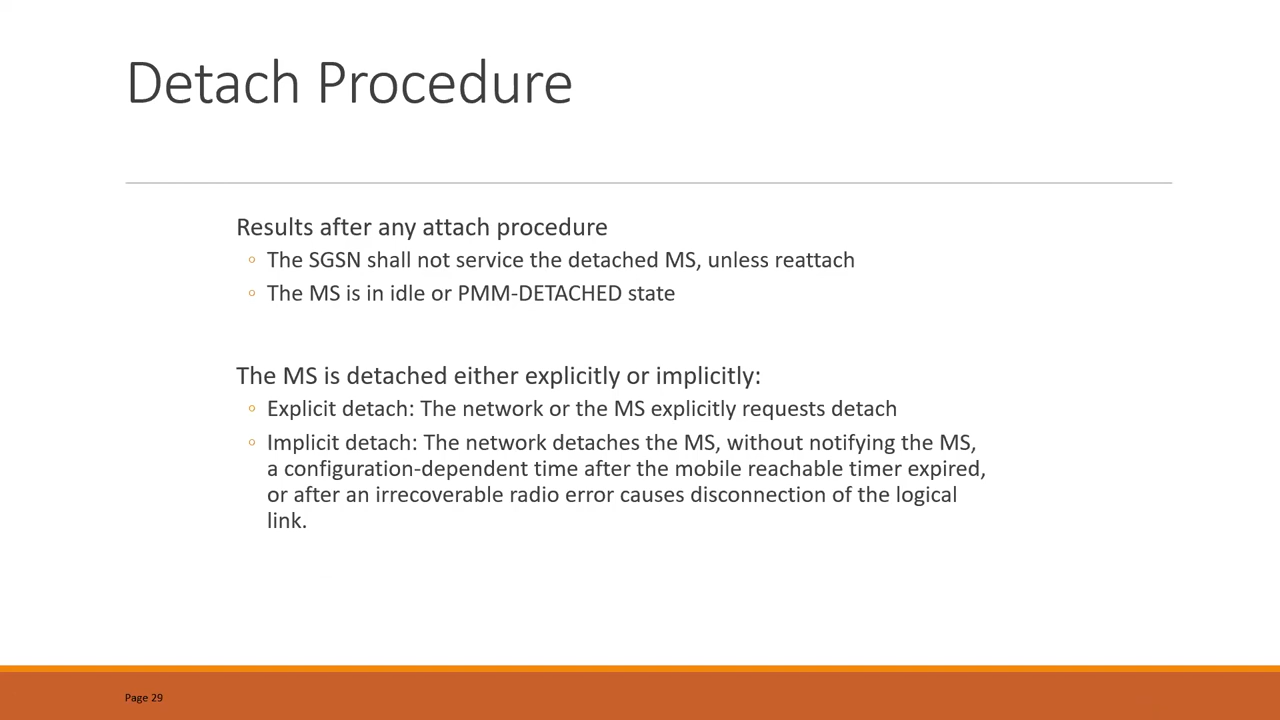 Detach Procedure
Results after any attach procedure
◦ The SGSN shall not service the detached MS, unless reattach
◦ The MS is in idle or PMM-DETACHED state
The MS is detached either explicitly or implicitly:
◦ Explicit detach: The network or the MS explicitly requests detach
◦ Implicit detach: The network detaches the MS, without notifying the MS,
a configuration-dependent time after the mobile reachable timer expired,
or after an irrecoverable radio error causes disconnection of the logical
link.
Page 29